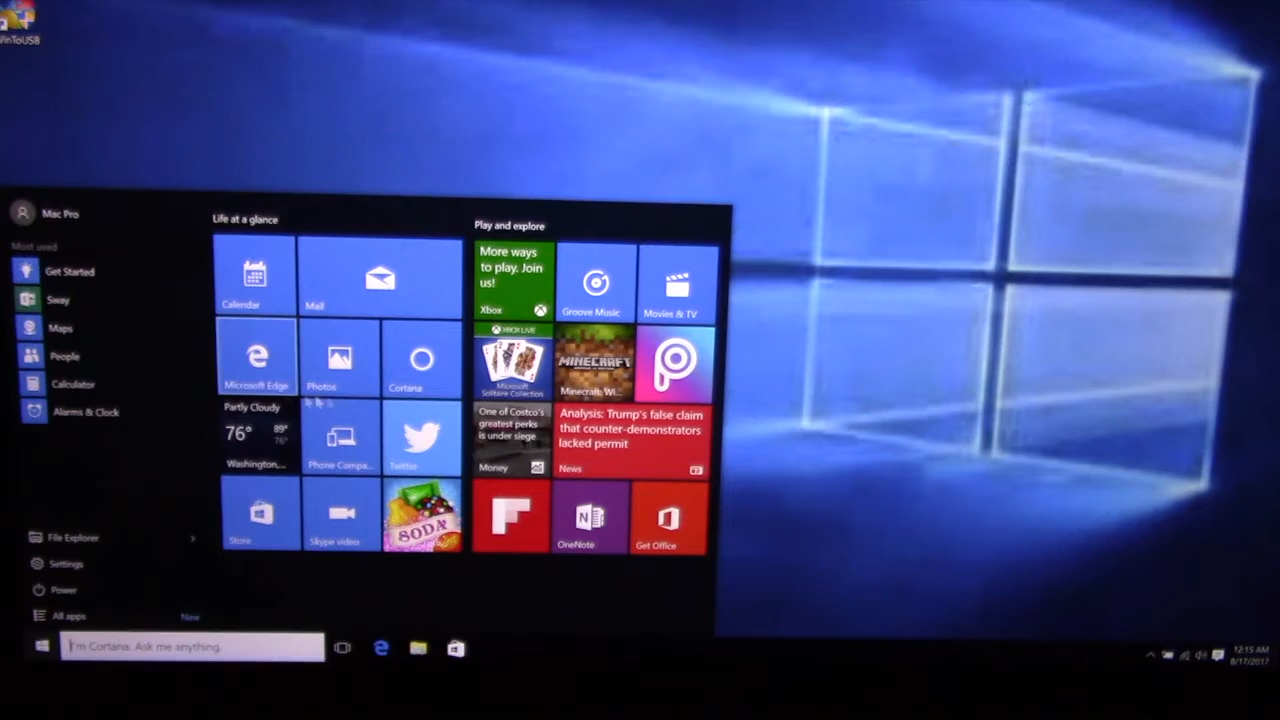 WinToUSB
Mac Pro
Most used
Get Started
Sway
Maps
People
Calculator
Alarms & Clock
File Explorer
Settings
Power
All apps
New
Life at a glance
Calendar
Mail
Microsoft Edge
Photos
Cortana
Partly Cloudy
76°
89°
76°
Washington,...
Phone Compa...
Twitter
Store
Skype video
SODA
Play and explore
More ways
to play. Join
us!
Xbox
Groove Music
Movies & TV
XBOX LIVE
Microsoft
Solitaire Collection
MINECRAFT
Minecraft: Wi...
One of Costco's
greatest perks
is under siege
Money
Analysis: Trump's false claim
that counter-demonstrators
lacked permit
News
OneNote
Get Office
I'm Cortana. Ask me anything.
12:15 AM
8/17/2017